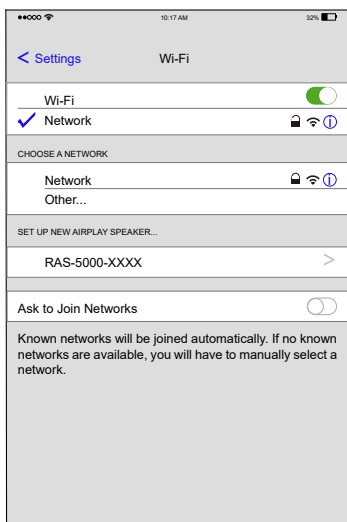 10:17 AM
32%
< Settings
Wi-Fi
Wi-Fi
Network
CHOOSE A NETWORK
Network
Other...
SET UP NEW AIRPLAY SPEAKER...
RAS-5000-XXXX
Ask to Join Networks
Known networks will be joined automatically. If no known
networks are available, you will have to manually select a
network.